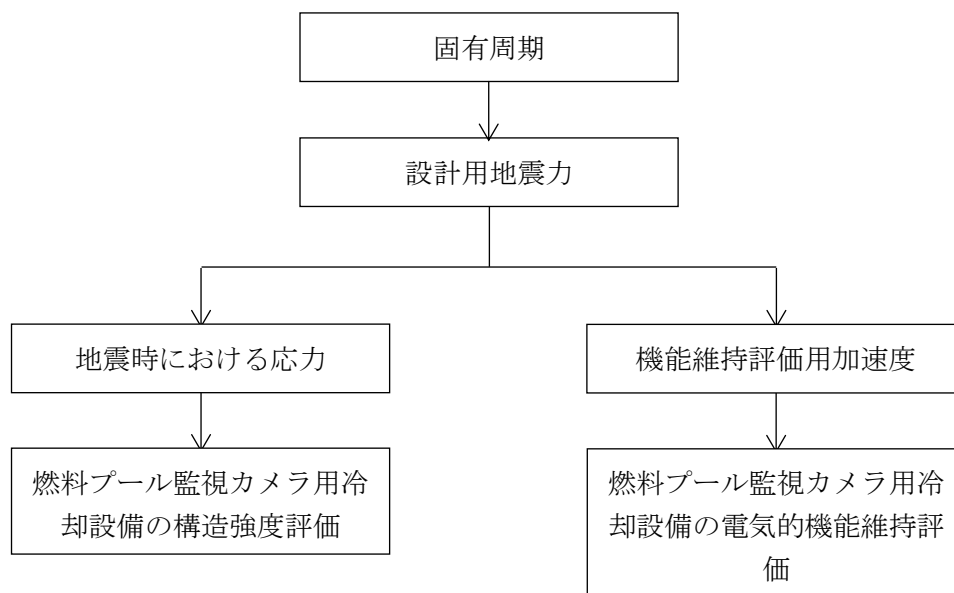 固有周期
設計用地震力
地震時における応力
機能維持評価用加速度
燃料プール監視カメラ用冷
却設備の構造強度評価
燃料プール監視カメラ用冷
却設備の電気的機能維持評
価